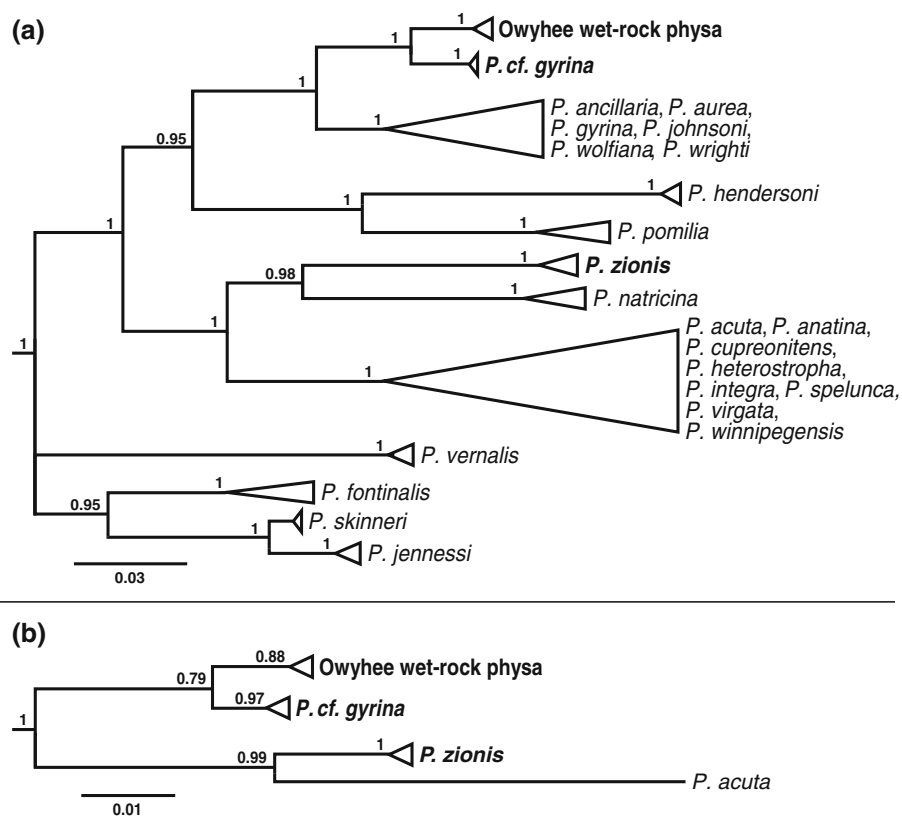 (a)
1
Owyhee wet-rock physa
1
1
P. cf. gyrina
1
1
P. ancillaria, P. aurea,
P. gyrina, P. johnsoni,
P. wolfiana, P. wrighti
0.95
1
P. hendersoni
1
1
P. pomilia
1
1
P. zionis
0.98
1
P. natricina
1
1
P. acuta, P. anatina,
P. cupreonitens,
P. heterostropha,
P. integra, P. spelunca,
P. virgata,
P. winnipegensis
1
1
P. vernalis
1
P. fontinalis
0.95
P. skinneri
1
1
P. jennessi
0.03
(b)
0.88
Owyhee wet-rock physa
0.79
0.97
P. cf. gyrina
1
1
P. zionis
0.99
P. acuta
0.01